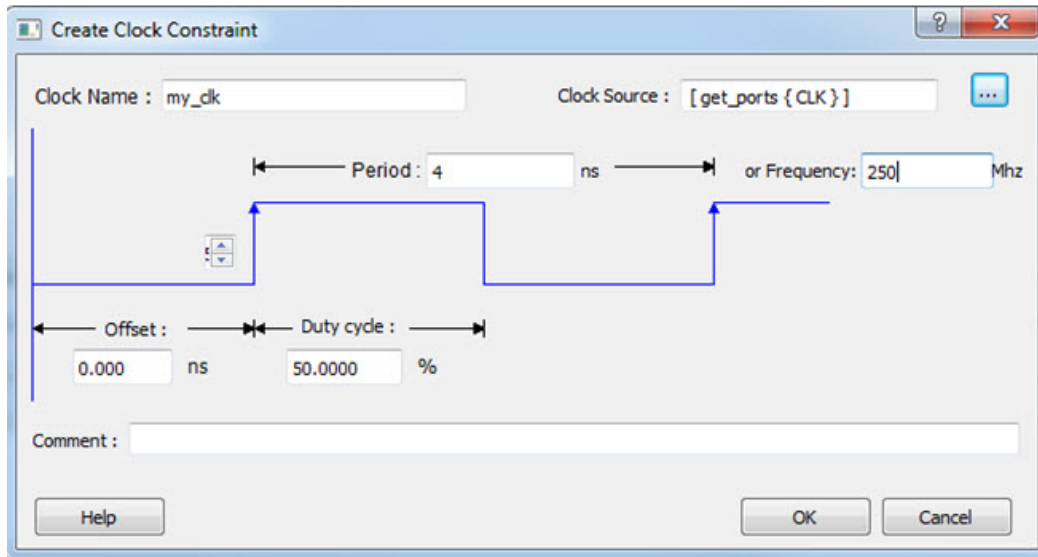 Create Clock Constraint
Clock Name : my_clk Clock Source : [ get_ports { CLK } ] ...
Period : 4 ns or Frequency: 250 Mhz
Offset : Duty cycle :
0.000 ns 50.0000 %
Comment :
Help OK Cancel